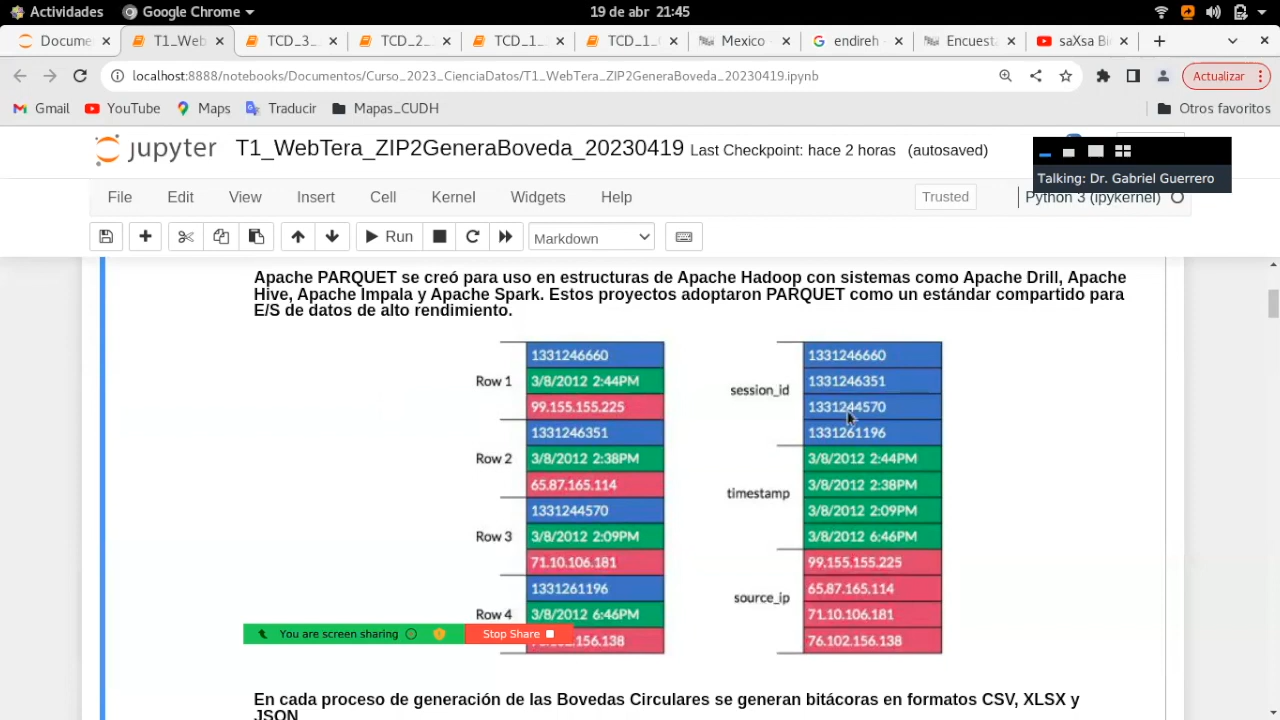 Actividades
Google Chrome
19 de abr 21:45
Docume
T1_Web
TCD_3_
TCD_2_
TCD_1_
TCD_1_
Mexico
endireh
Encuest
saXsa Bi
localhost:8888/notebooks/Documentos/Curso_2023_CienciaDatos/T1_WebTera_ZIP2GeneraBoveda_20230419.ipynb
Actualizar
Gmail
YouTube
Maps
Traducir
Mapas_CUDH
Otros favoritos
jupyter
T1_WebTera_ZIP2GeneraBoveda_20230419 Last Checkpoint: hace 2 horas (autosaved)
Talking: Dr. Gabriel Guerrero
File Edit View Insert Cell Kernel Widgets Help
Trusted
Python 3 (ipykernel)
Run
Markdown
Apache PARQUET se creó para uso en estructuras de Apache Hadoop con sistemas como Apache Drill, Apache
Hive, Apache Impala y Apache Spark. Estos proyectos adoptaron PARQUET como un estándar compartido para
E/S de datos de alto rendimiento.
Row 1
1331246660
3/8/2012 2:44PM
99.155.155.225
Row 2
1331246351
3/8/2012 2:38PM
65.87.165.114
Row 3
1331244570
3/8/2012 2:09PM
71.10.106.181
Row 4
1331261196
3/8/2012 6:46PM
.156.138
session_id
1331246660
1331246351
1331244570
1331261196
timestamp
3/8/2012 2:44PM
3/8/2012 2:38PM
3/8/2012 2:09PM
3/8/2012 6:46PM
source_ip
99.155.155.225
65.87.165.114
71.10.106.181
76.102.156.138
You are screen sharing
Stop Share
En cada proceso de generación de las Bovedas Circulares se generan bitácoras en formatos CSV, XLSX y
JSON